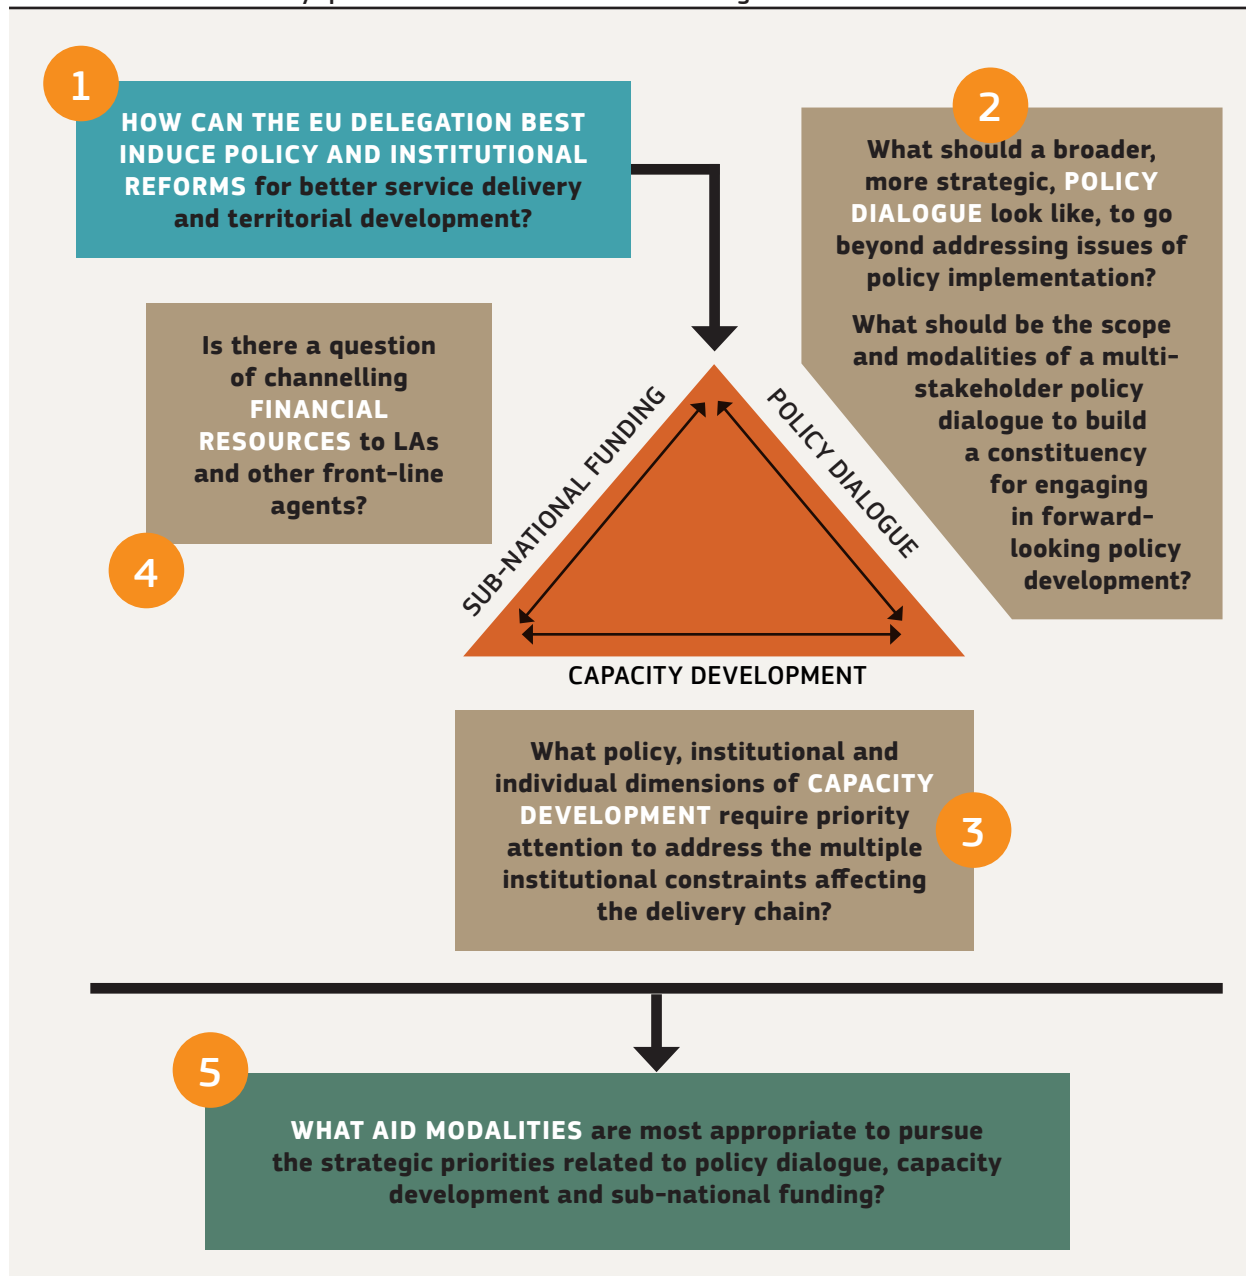 1
HOW CAN THE EU DELEGATION BEST
INDUCE POLICY AND INSTITUTIONAL
REFORMS for better service delivery
and territorial development?
2
What should a broader,
more strategic, POLICY
DIALOGUE look like, to go
beyond addressing issues of
policy implementation?
What should be the scope
and modalities of a multi-
stakeholder policy
dialogue to build
a constituency
for engaging
in forward-
looking policy
development?
Is there a question
of channelling
FINANCIAL
RESOURCES to LAs
and other front-line
agents?
4
SUB-NATIONAL FUNDING
POLICY DIALOGUE
CAPACITY DEVELOPMENT
What policy, institutional and
individual dimensions of CAPACITY
DEVELOPMENT require priority
attention to address the multiple
institutional constraints affecting
the delivery chain?
3
5
WHAT AID MODALITIES are most appropriate to pursue
the strategic priorities related to policy dialogue, capacity
development and sub-national funding?